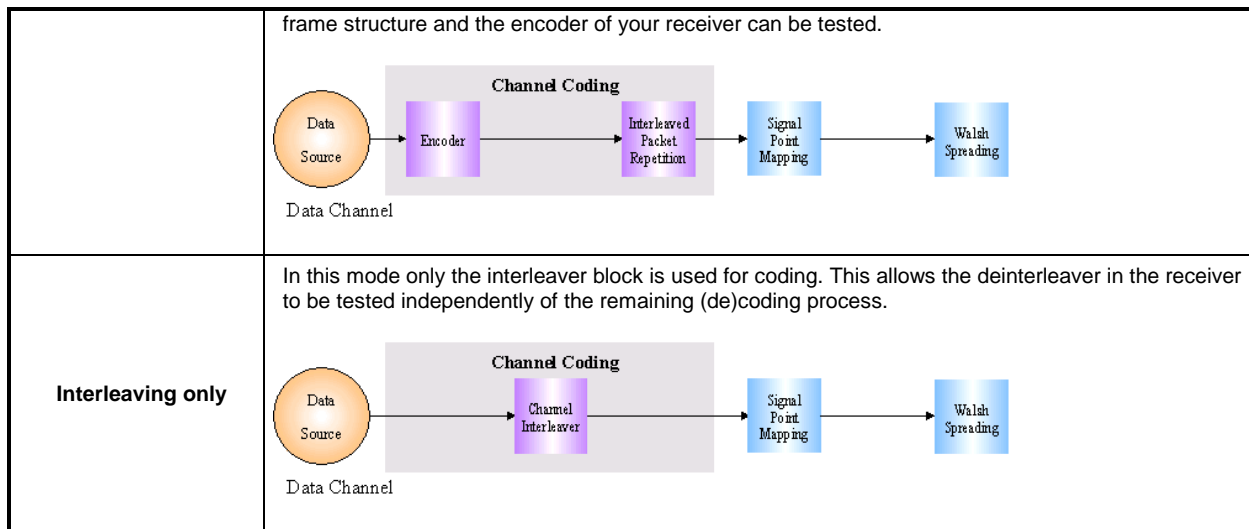 frame structure and the encoder of your receiver can be tested.
Channel Coding
Data
Source
Encoder
Interleaved
Packet
Repetition
Signal
Point
Mapping
Walsh
Spreading
Data Channel
Interleaving only
In this mode only the interleaver block is used for coding. This allows the deinterleaver in the receiver
to be tested independently of the remaining (de)coding process.
Channel Coding
Data
Source
Channel
Interleaver
Signal
Point
Mapping
Walsh
Spreading
Data Channel